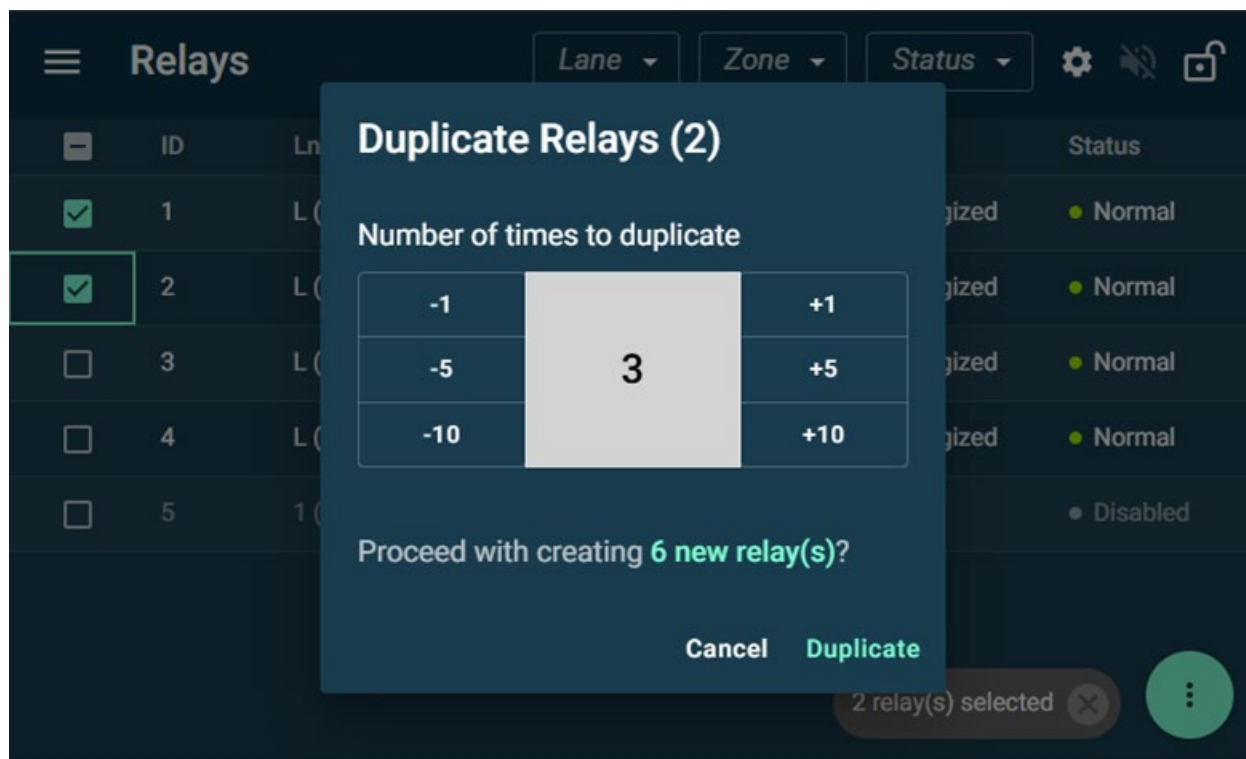 Relays Lane Zone Status
ID Ln Status
Duplicate Relays (2)
1 L ( gized Normal
Number of times to duplicate
2 L ( gized Normal
-1 +1
3 L ( gized Normal
-5 3 +5
-10 +10
4 L ( gized Normal
5 1 ( Disabled
Proceed with creating 6 new relay(s)?
Cancel Duplicate
2 relay(s) selected